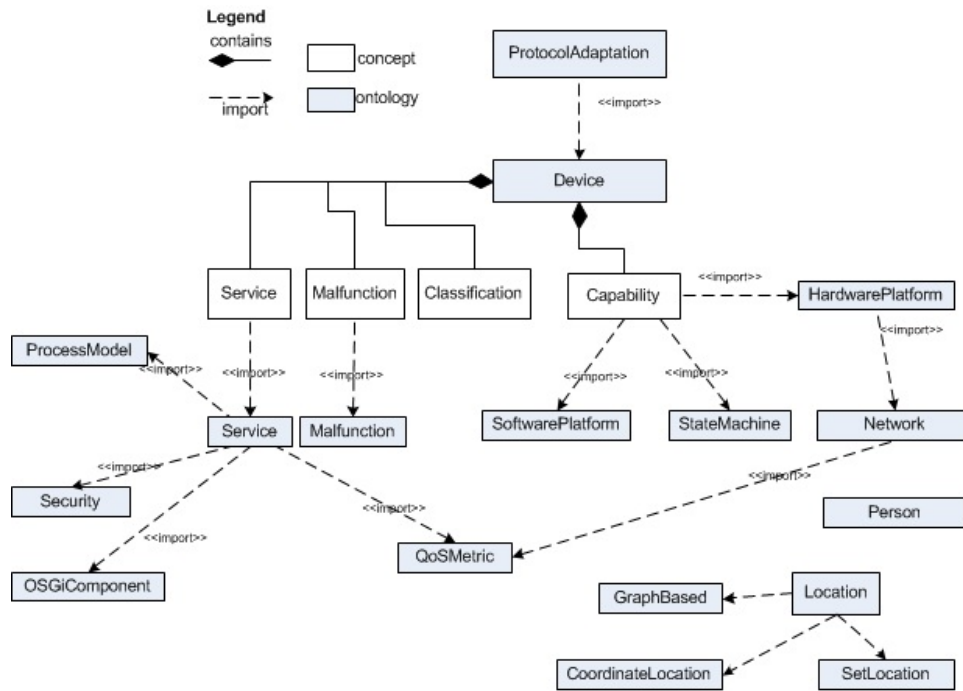 Legend
contains
concept
import
ontology
ProtocolAdaptation
<<import>>
Device
Service
Malfunction
Classification
Capability
<<import>>
HardwarePlatform
ProcessModel
<<import>>
<<import>>
<<import>>
<<import>>
<<import>>
<<import>>
Service
Malfunction
SoftwarePlatform
StateMachine
Network
<<import>>
Security
<<import>>
<<import>>
Person
<<import>>
OSGiComponent
QoSMetric
GraphBased
Location
CoordinateLocation
SetLocation